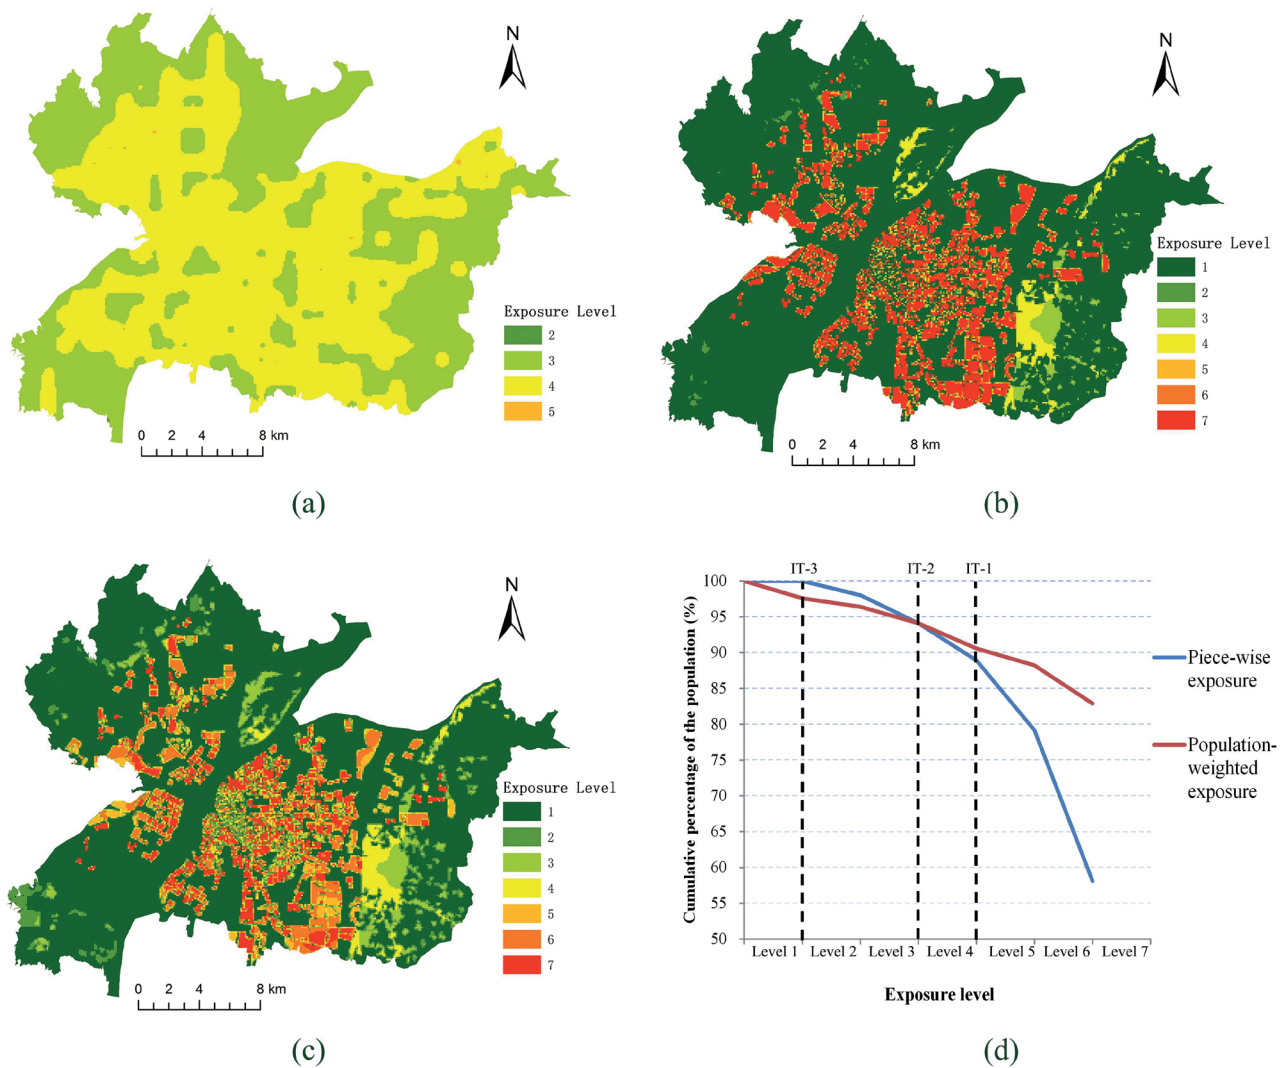 N
Exposure Level
2
3
4
5
0 2 4 8 km
(a)
N
Exposure Level
1
2
3
4
5
6
7
0 2 4 8 km
(b)
N
Exposure Level
1
2
3
4
5
6
7
0 2 4 8 km
(c)
IT-3 IT-2 IT-1
Cumulative percentage of the population (%)
100
95
90
85
80
75
70
65
60
55
50
Level 1 Level 2 Level 3 Level 4 Level 5 Level 6 Level 7
Exposure level
Piece-wise
exposure
Population-
weighted
exposure
(d)